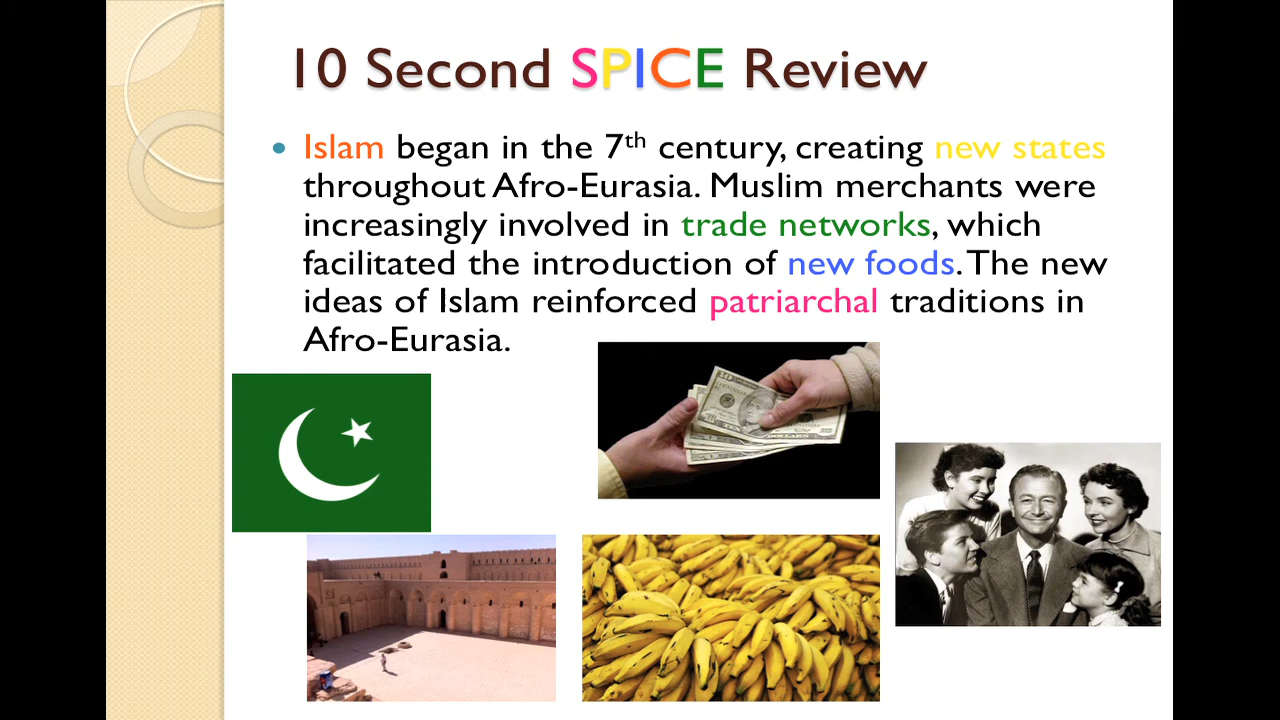 10 Second SPICE Review
• Islam began in the 7th century, creating new states
throughout Afro-Eurasia. Muslim merchants were
increasingly involved in trade networks, which
facilitated the introduction of new foods. The new
ideas of Islam reinforced patriarchal traditions in
Afro-Eurasia.